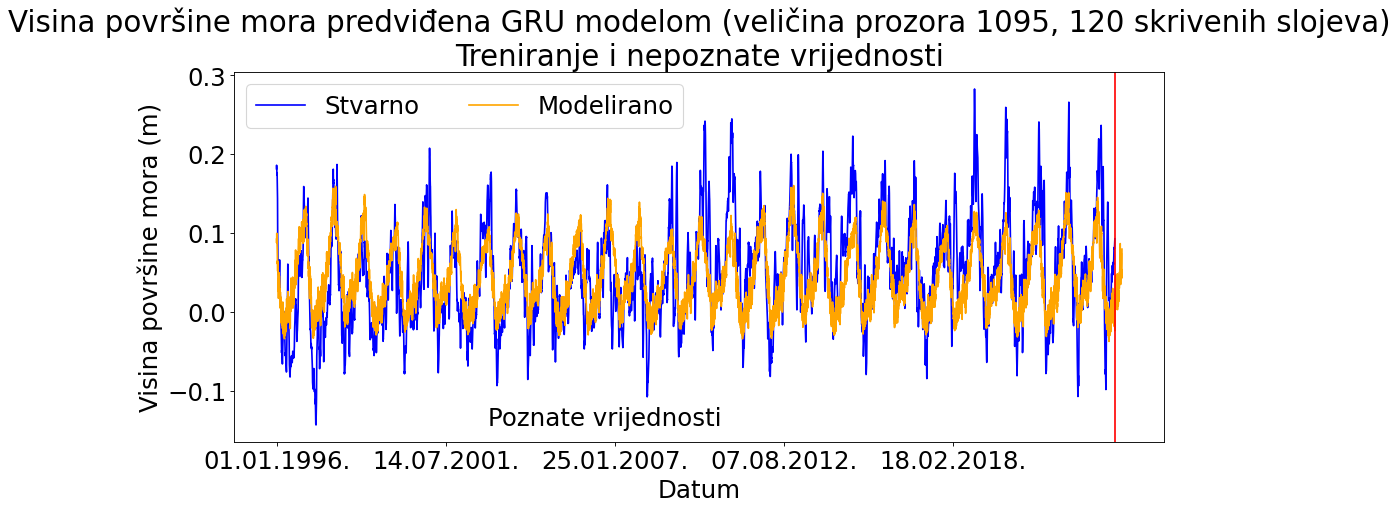 Visina površine mora predviđena GRU modelom (veličina prozora 1095, 120 skrivenih slojeva)
Treniranje i nepoznate vrijednosti
Stvarno Modelirano
Visina površine mora (m)
0.3
0.2
0.1
0.0
−0.1
Poznate vrijednosti
01.01.1996. 14.07.2001. 25.01.2007. 07.08.2012. 18.02.2018.
Datum